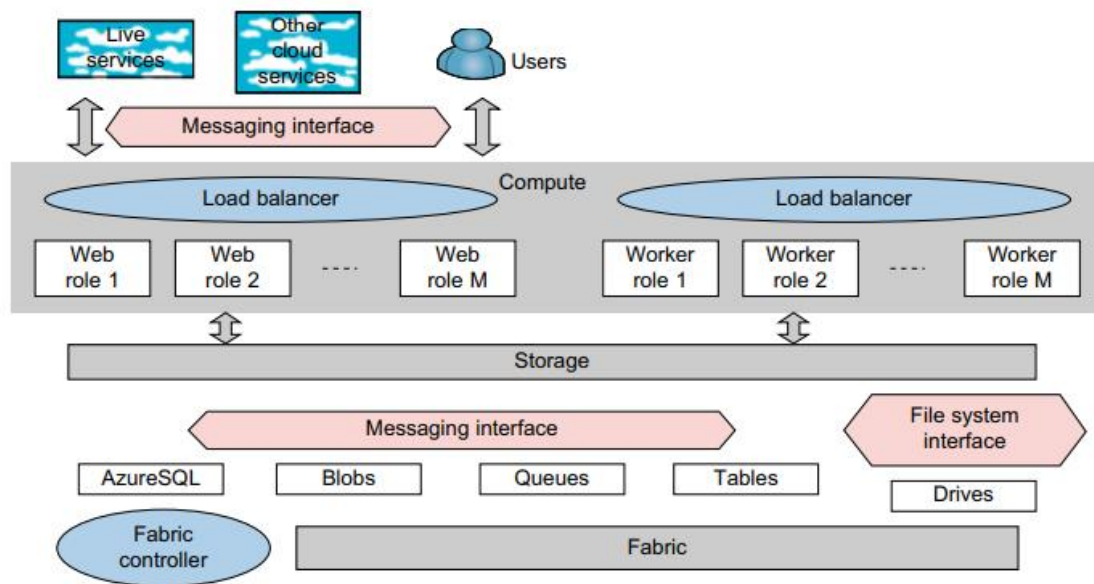 Live
services
Other
cloud
services
Users
Messaging interface
Compute
Load balancer
Load balancer
Web
role 1
Web
role 2
----
Web
role M
Worker
role 1
Worker
role 2
----
Worker
role M
Storage
Messaging interface
File system
interface
AzureSQL
Blobs
Queues
Tables
Drives
Fabric
controller
Fabric